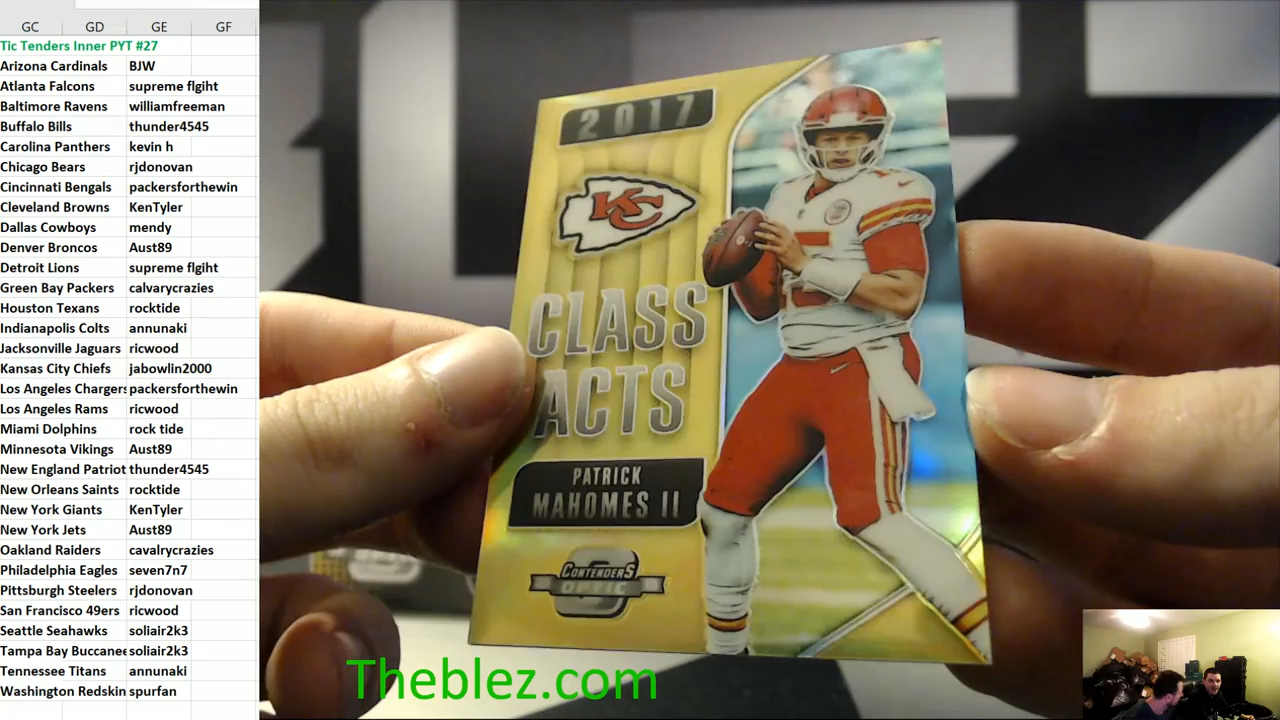 GC GD GE GF
Tic Tenders Inner PYT #27
Arizona Cardinals BJW
Atlanta Falcons supreme flgiht
Baltimore Ravens williamfreeman
Buffalo Bills thunder4545
Carolina Panthers kevin h
Chicago Bears rjdonovan
Cincinnati Bengals packersforthewin
Cleveland Browns KenTyler
Dallas Cowboys mendy
Denver Broncos Aust89
Detroit Lions supreme flgiht
Green Bay Packers calvarycrazies
Houston Texans rocktide
Indianapolis Colts annunaki
Jacksonville Jaguars ricwood
Kansas City Chiefs jabowlin2000
Los Angeles Chargers packersforthewin
Los Angeles Rams ricwood
Miami Dolphins rock tide
Minnesota Vikings Aust89
New England Patriot thunder4545
New Orleans Saints rocktide
New York Giants KenTyler
New York Jets Aust89
Oakland Raiders cavalrycrazies
Philadelphia Eagles seven7n7
Pittsburgh Steelers rjdonovan
San Francisco 49ers ricwood
Seattle Seahawks soliair2k3
Tampa Bay Buccanee soliair2k3
Tennessee Titans annunaki
Washington Redskin spurfan
2017
KC
CLASS
ACTS
PATRICK
MAHOMES II
CONTENDERS
OPTIC
Theblez.com